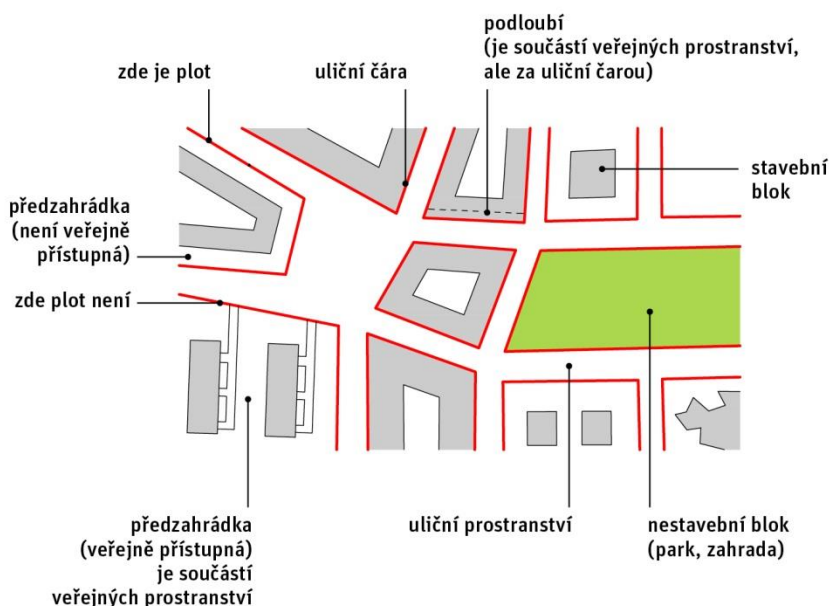 podloubí
(je součástí veřejných prostranství,
ale za uliční čarou)
zde je plot
uliční čára
stavební
blok
předzahrádka
(není veřejně
přístupná)
zde plot není
předzahrádka
(veřejně přístupná)
je součástí
veřejných prostranství
uliční prostranství
nestavební blok
(park, zahrada)